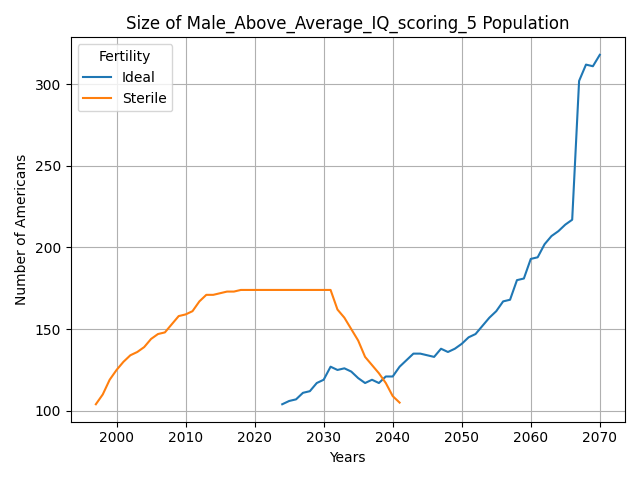 Size of Male_Above_Average_IQ_scoring_5 Population
Fertility
Ideal
Sterile
Number of Americans
300
250
200
150
100
2000 2010 2020 2030 2040 2050 2060 2070
Years